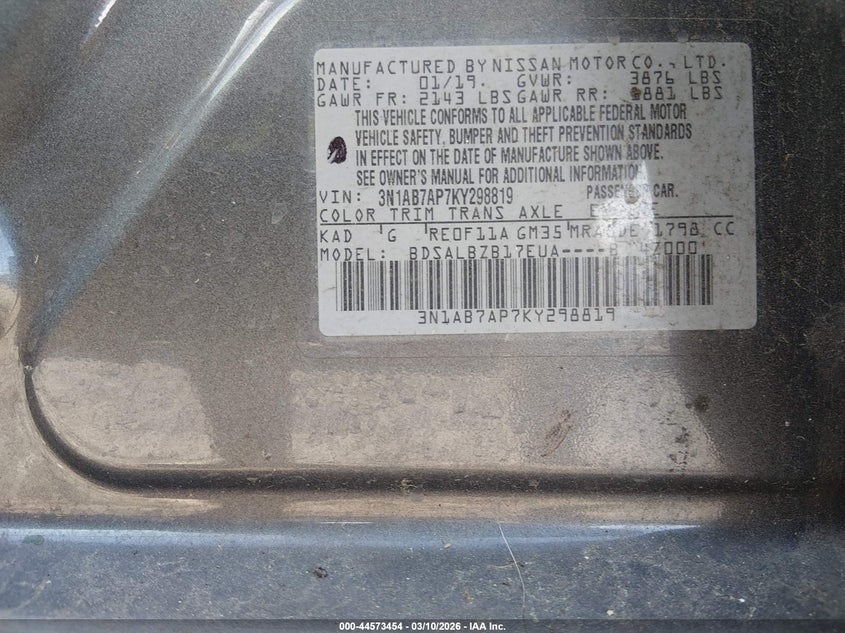 MANUFACTURED BY NISSAN MOTOR CO., LTD.
DATE: 01/19. GVWR: 3876 LBS
GAWR FR: 2143 LBS GAWR RR: 1881 LBS
THIS VEHICLE CONFORMS TO ALL APPLICABLE FEDERAL MOTOR
VEHICLE SAFETY, BUMPER AND THEFT PREVENTION STANDARDS
IN EFFECT ON THE DATE OF MANUFACTURE SHOWN ABOVE.
SEE OWNER'S MANUAL FOR ADDITIONAL INFORMATION
VIN: 3N1AB7AP7KY298819 PASSENGER CAR.
COLOR TRIM TRANS AXLE ENGINE
KAD G RE0F11A GM35 1798 CC
MODEL: BDSALBZB17EUA----
3N1AB7AP7KY298819
000-44573454 - 03/10/2026 - IAA Inc.